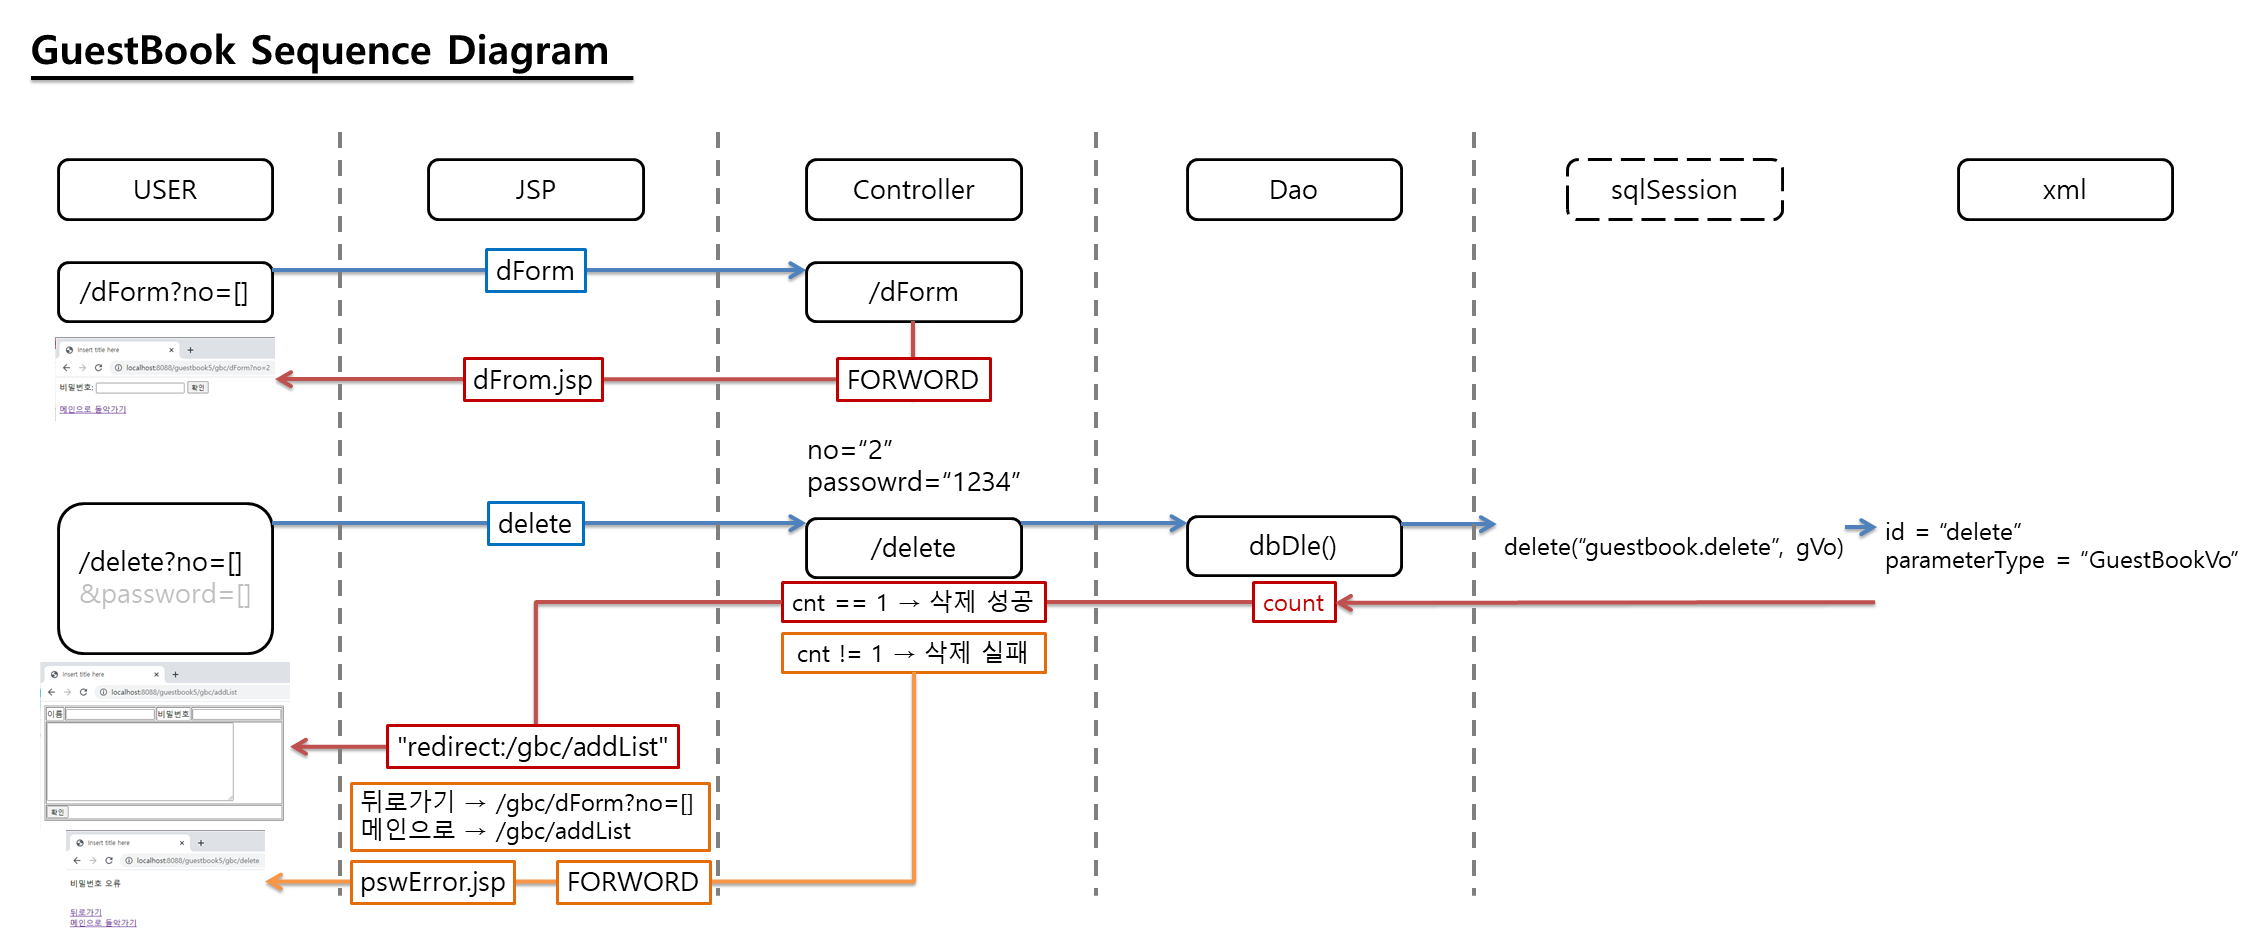 GuestBook Sequence Diagram
USER
JSP
Controller
Dao
sqlSession
xml
/dForm?no=[]
dForm
/dForm
Insert title here
localhost:8088/guestbook5/gbc/dForm?no=2
비밀번호:
확인
메인으로 돌아가기
dFrom.jsp
FORWORD
no=“2”
passowrd=“1234”
/delete?no=[]
&password=[]
delete
/delete
dbDle()
delete(“guestbook.delete”, gVo)
id = “delete”
parameterType = “GuestBookVo”
cnt == 1 → 삭제 성공
count
cnt != 1 → 삭제 실패
Insert title here
localhost:8088/guestbook5/gbc/addList
이름
비밀번호
확인
"redirect:/gbc/addList"
뒤로가기 → /gbc/dForm?no=[]
메인으로 → /gbc/addList
Insert title here
localhost:8088/guestbook5/gbc/delete
비밀번호 오류
뒤로가기
메인으로 돌아가기
pswError.jsp
FORWORD